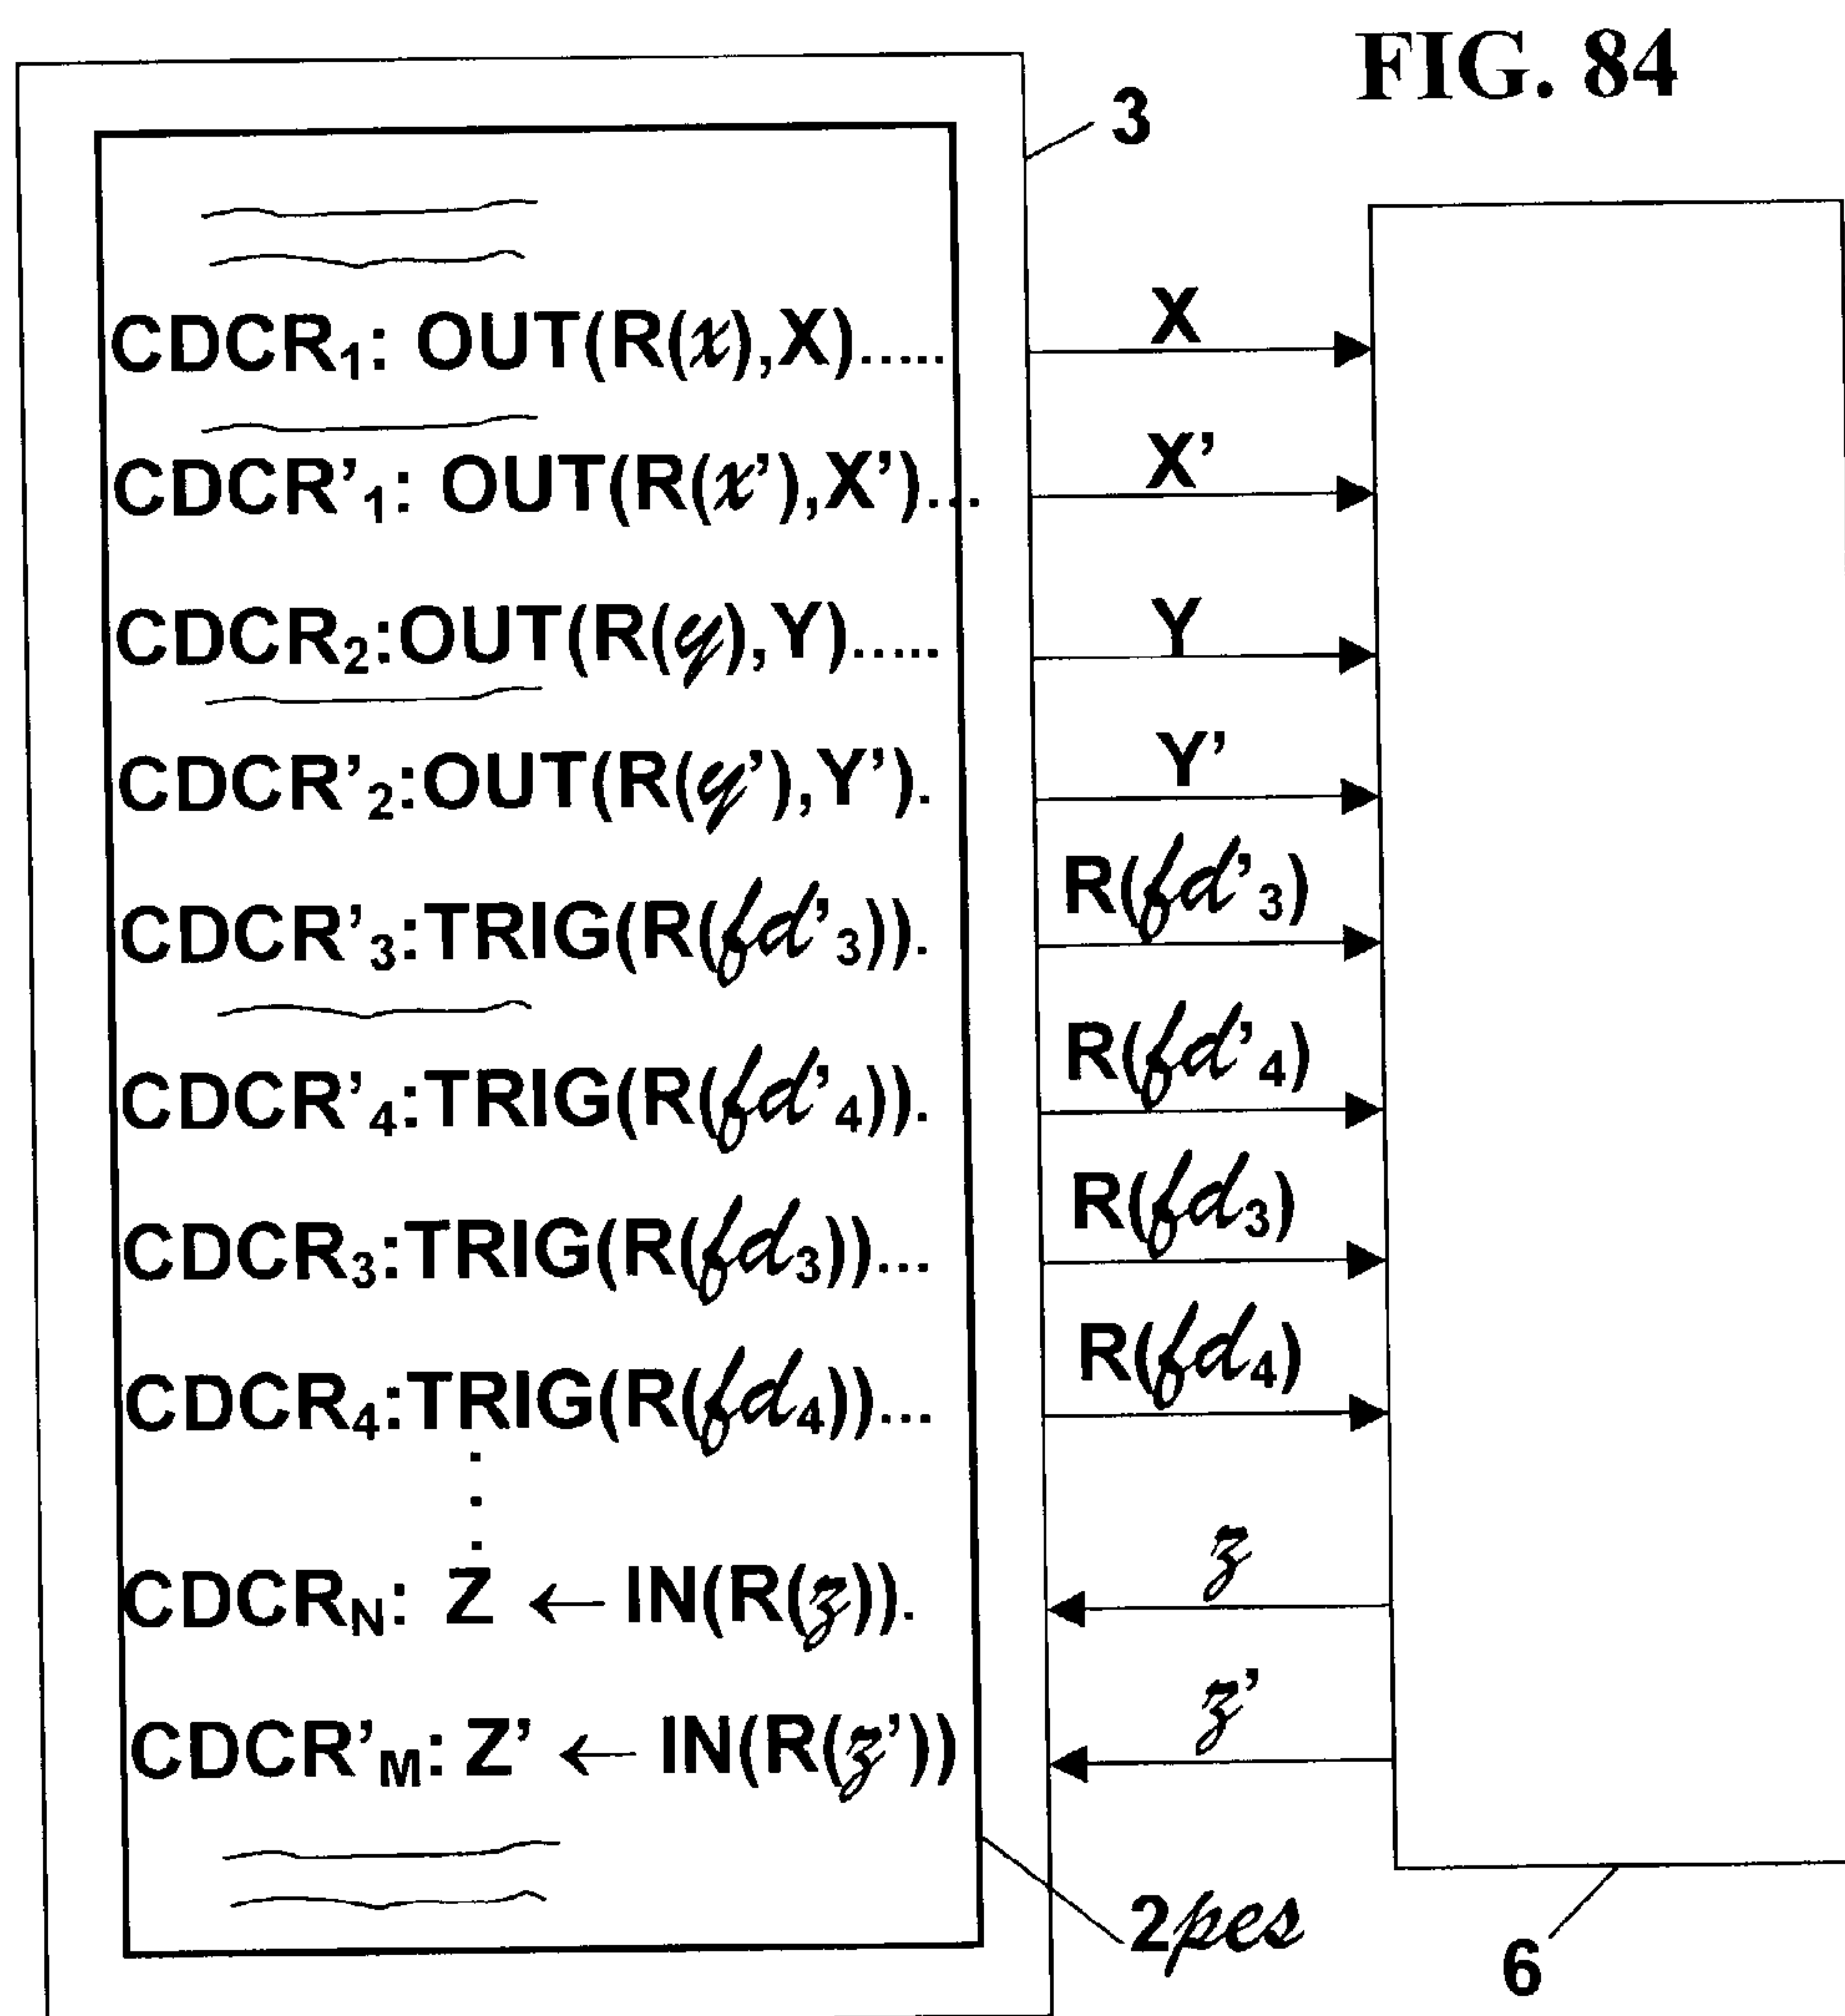 FIG. 84
3
CDCR₁: OUT(R(x),X).....
X
CDCR'₁: OUT(R(x'),X')...
X'
CDCR₂:OUT(R(y),Y).....
Y
CDCR'₂:OUT(R(y'),Y').
Y'
CDCR'₃:TRIG(R(fd'₃)).
R(fd'₃)
CDCR'₄:TRIG(R(fd'₄)).
R(fd'₄)
CDCR₃:TRIG(R(fd₃))...
R(fd₃)
CDCR₄:TRIG(R(fd₄))...
R(fd₄)
CDCR_N: Z ← IN(R(z)).
z
CDCR'_M: Z' ← IN(R(z'))
z'
2pes
6